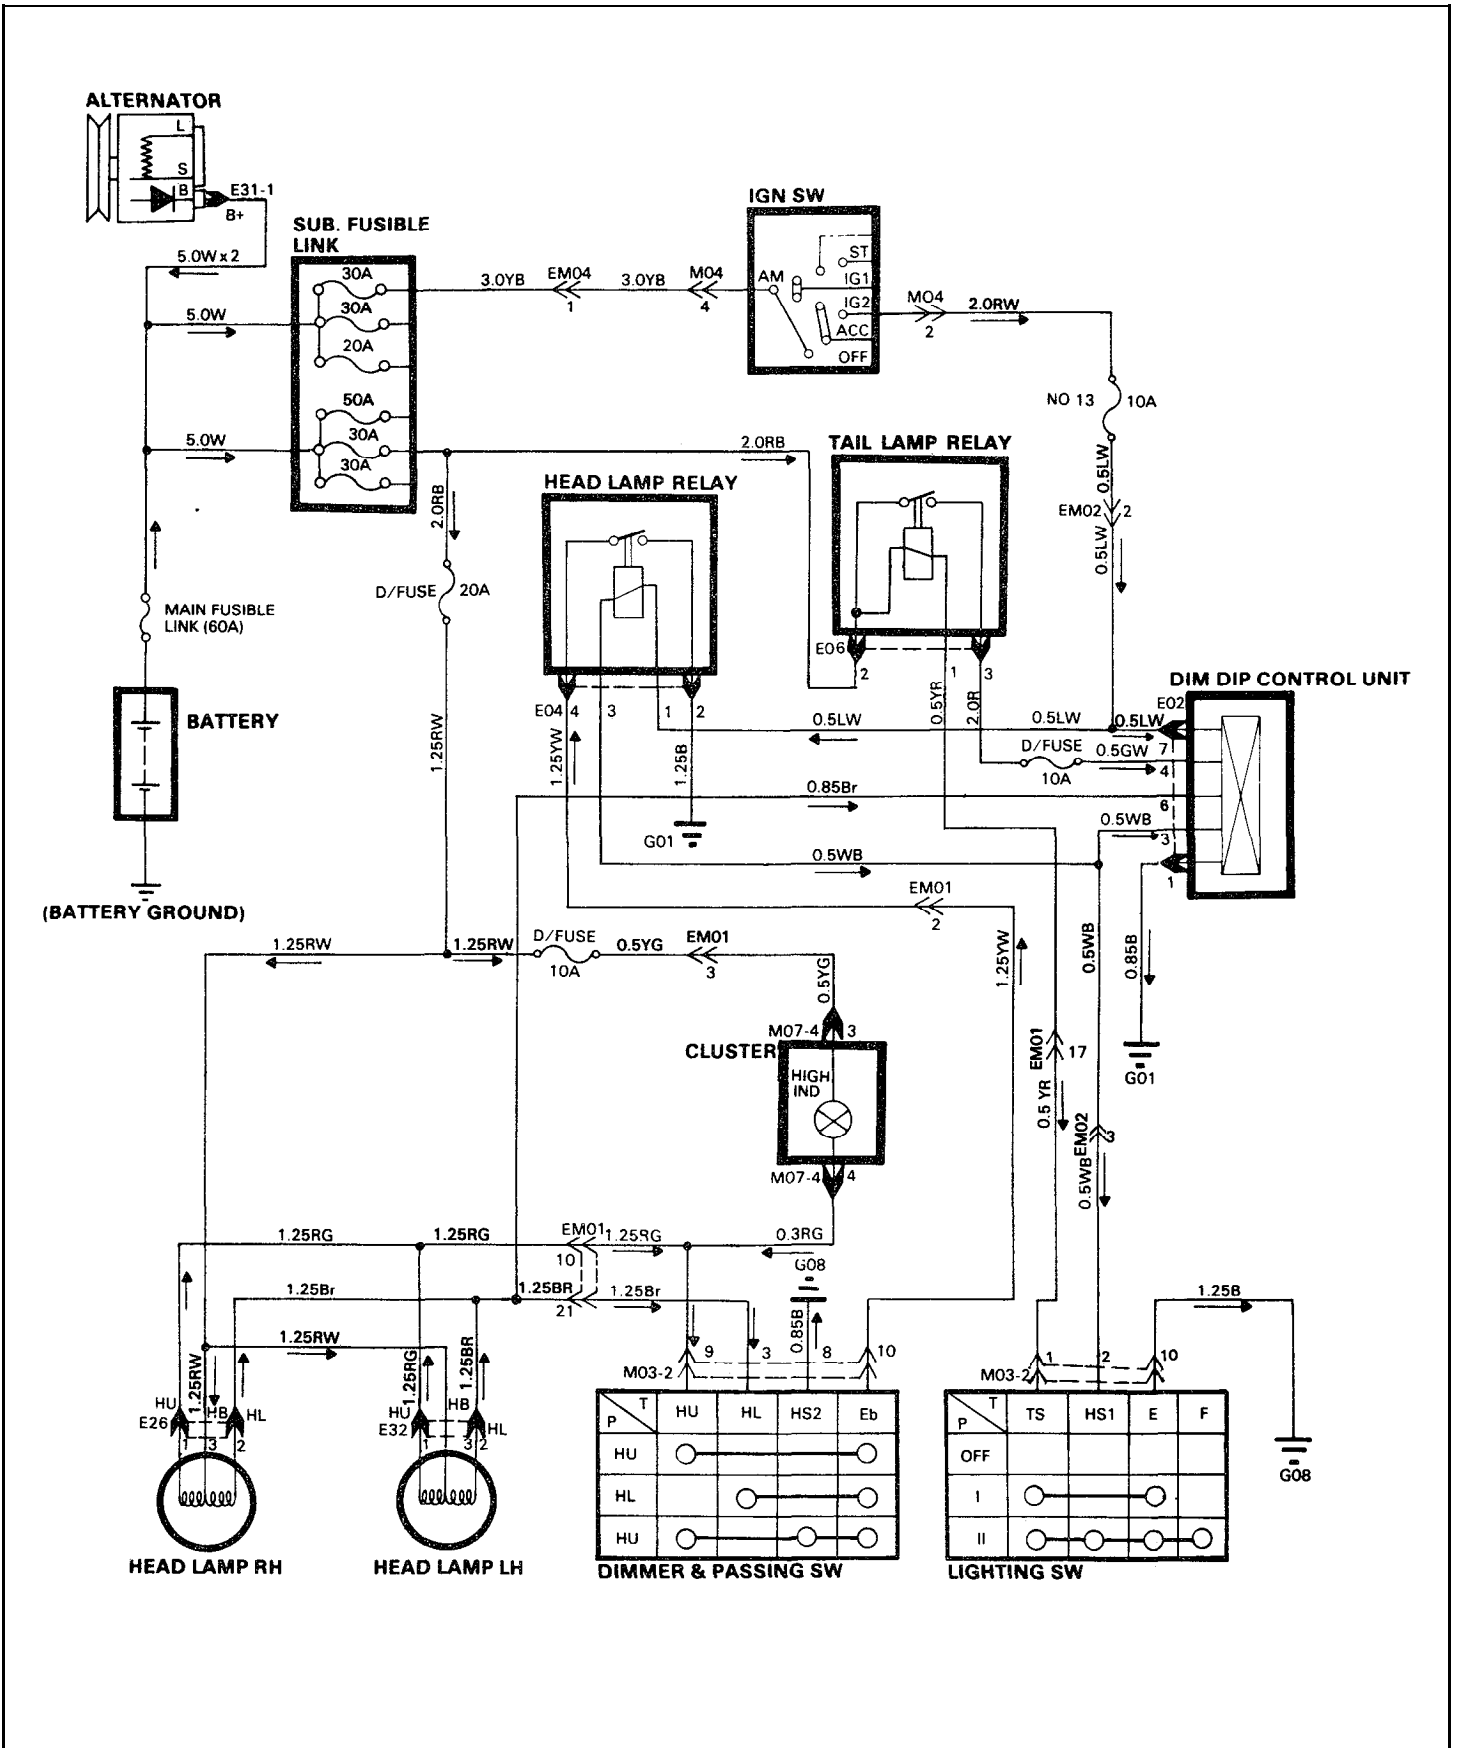 ALTERNATOR
L
S
B
E31-1
B+
5.0W x 2
SUB. FUSIBLE
LINK
30A
30A
20A
50A
30A
30A
5.0W
5.0W
3.0YB
EM04
1
3.0YB
M04
4
IGN SW
AM
ST
IG1
IG2
ACC
OFF
MO4
2
2.0RW
NO 13
10A
0.5LW
EM02
2
0.5LW
2.0RB
2.0RB
D/FUSE
20A
MAIN FUSIBLE
LINK (60A)
BATTERY
(BATTERY GROUND)
HEAD LAMP RELAY
E04
4
3
1
2
TAIL LAMP RELAY
E06
2
1
3
0.5YR
2.0R
DIM DIP CONTROL UNIT
E02
0.5LW
0.5LW
0.5LW
7
D/FUSE
10A
0.5GW
4
1.25RW
1.25YW
1.25B
G01
0.85Br
6
0.5WB
3
0.5WB
1
EM01
2
0.5WB
0.85B
G01
1.25RW
1.25RW
D/FUSE
10A
0.5YG
EM01
3
0.5YG
1.25YW
M07-4
3
CLUSTER
HIGH
IND
M07-4
4
EM01
17
0.5 YR
EM02
3
0.5WB
1.25RG
1.25RG
EM01
10
1.25RG
0.3RG
G08
1.25Br
1.25BR
21
1.25Br
0.85B
1.25B
G08
1.25RW
1.25RW
1.25RG
1.25BR
HU
E26
HB
HL
1
3
2
HU
E32
HB
HL
1
3
2
HEAD LAMP RH
HEAD LAMP LH
M03-2
9
3
8
10
T
P
HU
HL
HS2
Eb
HU
HL
HU
DIMMER & PASSING SW
M03-2
1
2
10
T
P
TS
HS1
E
F
OFF
I
II
LIGHTING SW